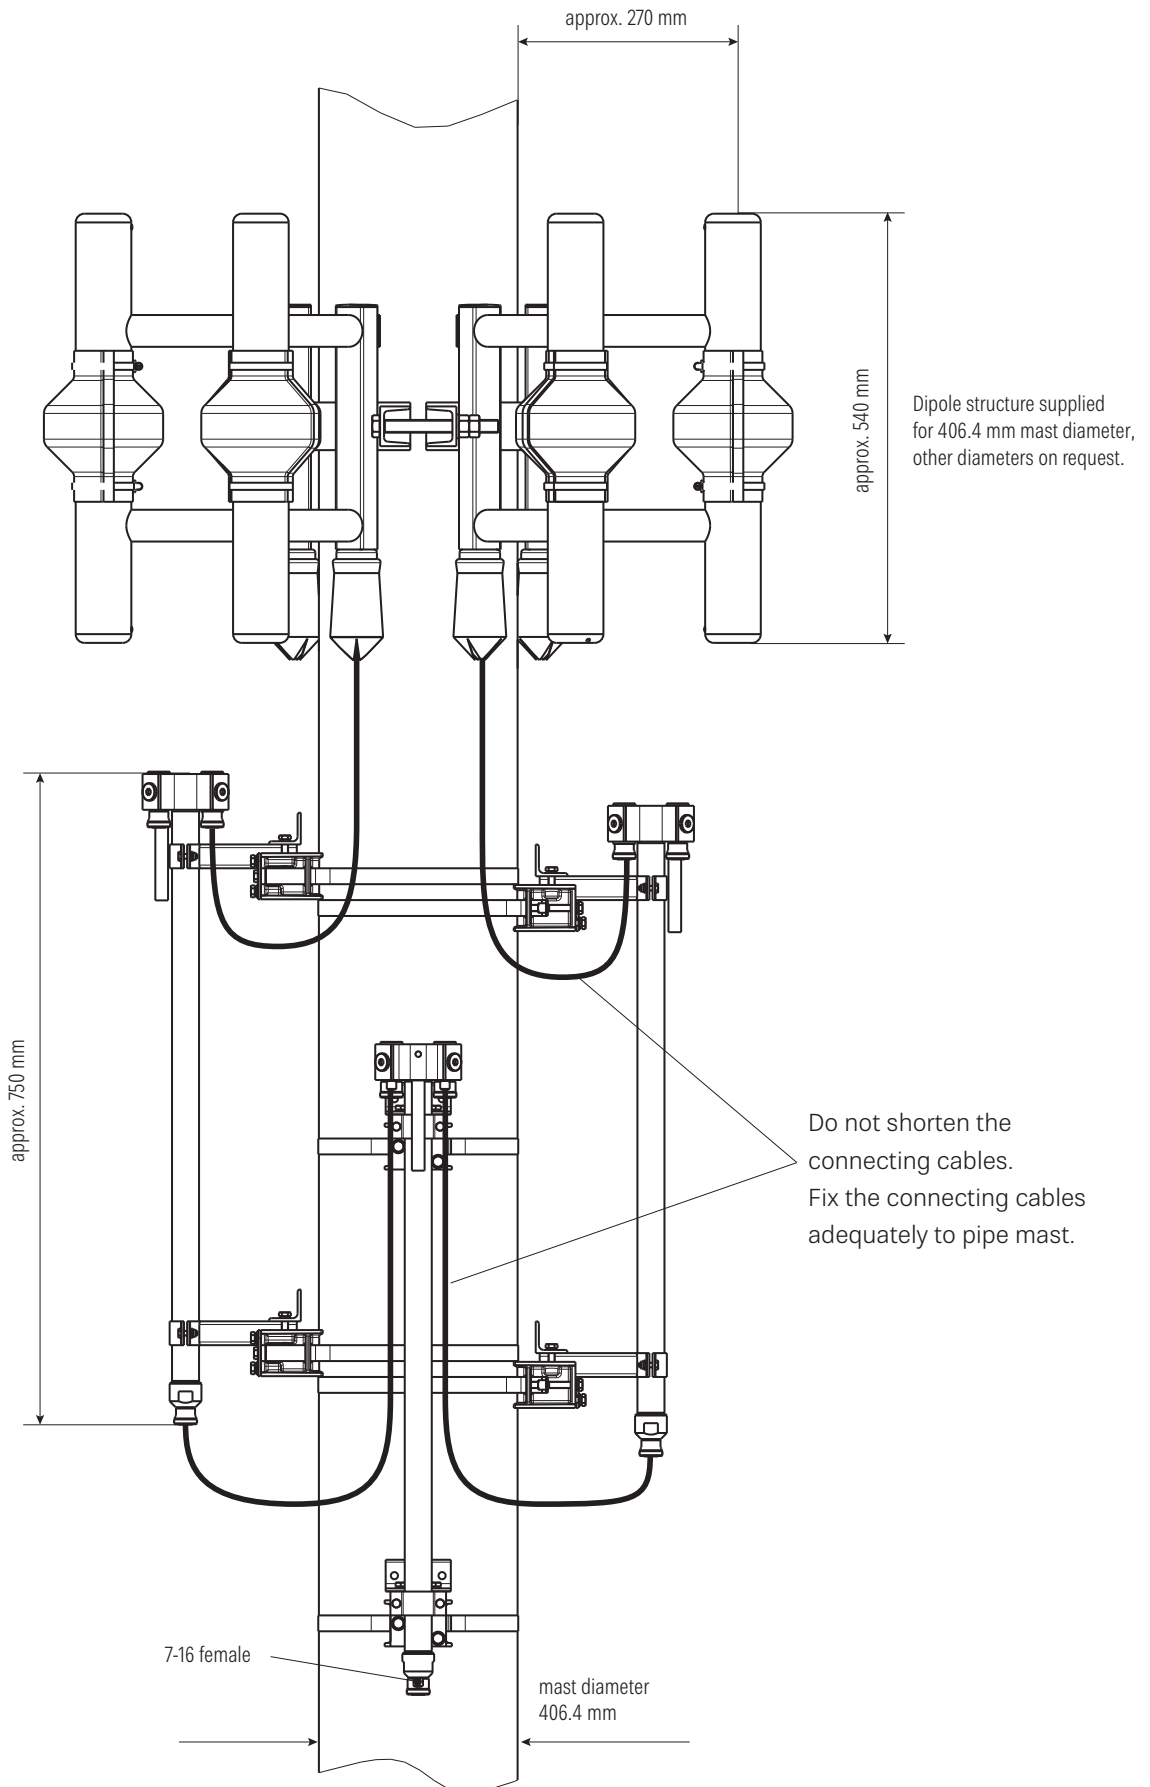 approx. 270 mm
approx. 540 mm
Dipole structure supplied
for 406.4 mm mast diameter,
other diameters on request.
approx. 750 mm
Do not shorten the
connecting cables.
Fix the connecting cables
adequately to pipe mast.
7-16 female
mast diameter
406.4 mm